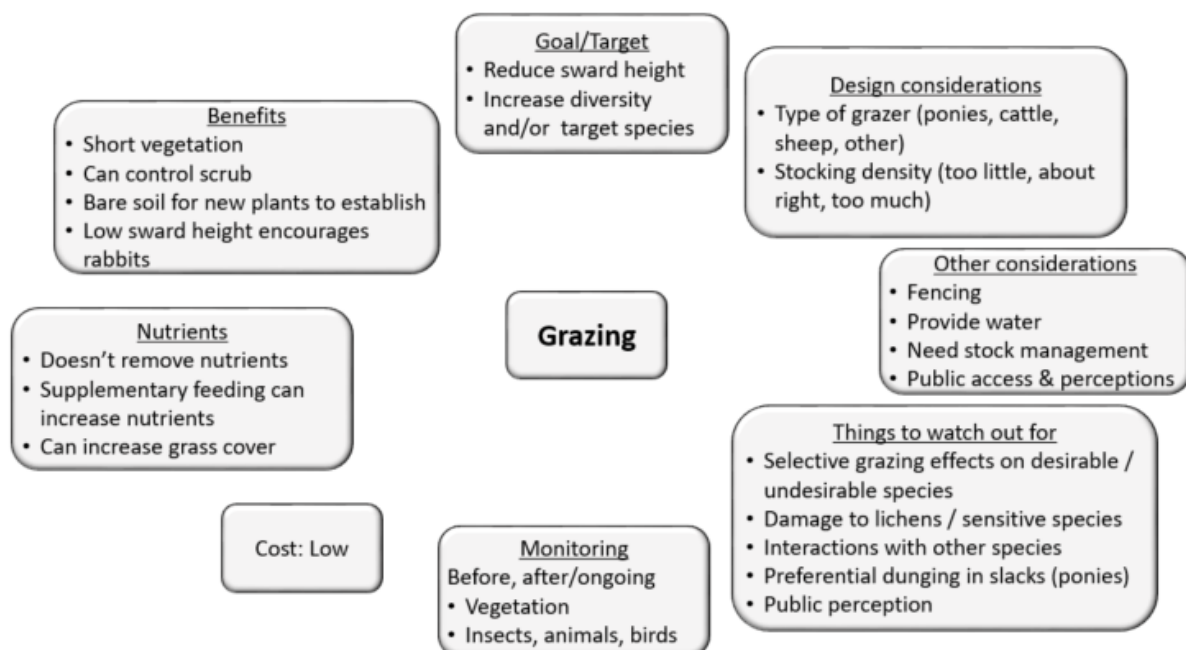 Goal/Target
• Reduce sward height
• Increase diversity
and/or target species
Design considerations
• Type of grazer (ponies, cattle,
sheep, other)
• Stocking density (too little, about
right, too much)
Benefits
• Short vegetation
• Can control scrub
• Bare soil for new plants to establish
• Low sward height encourages
rabbits
Other considerations
• Fencing
• Provide water
• Need stock management
• Public access & perceptions
Grazing
Nutrients
• Doesn't remove nutrients
• Supplementary feeding can
increase nutrients
• Can increase grass cover
Things to watch out for
• Selective grazing effects on desirable /
undesirable species
• Damage to lichens / sensitive species
• Interactions with other species
• Preferential dunging in slacks (ponies)
• Public perception
Cost: Low
Monitoring
Before, after/ongoing
• Vegetation
• Insects, animals, birds